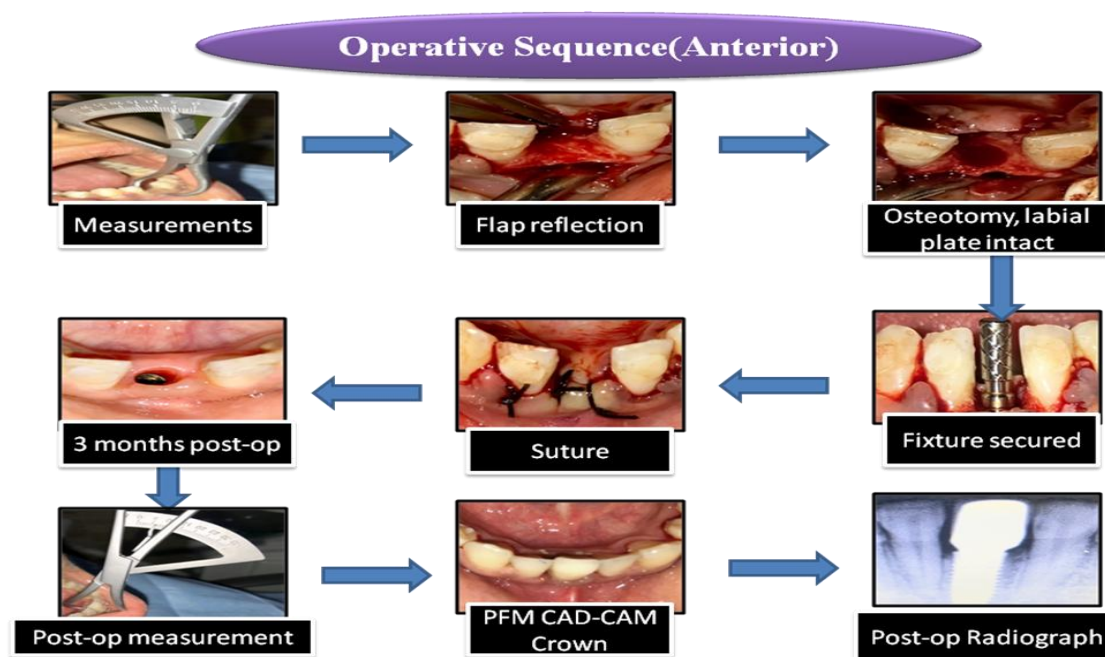 Operative Sequence(Anterior)
Measurements
Flap reflection
Osteotomy, labial
plate intact
Fixture secured
Suture
3 months post-op
Post-op measurement
PFM CAD-CAM
Crown
Post-op Radiograph